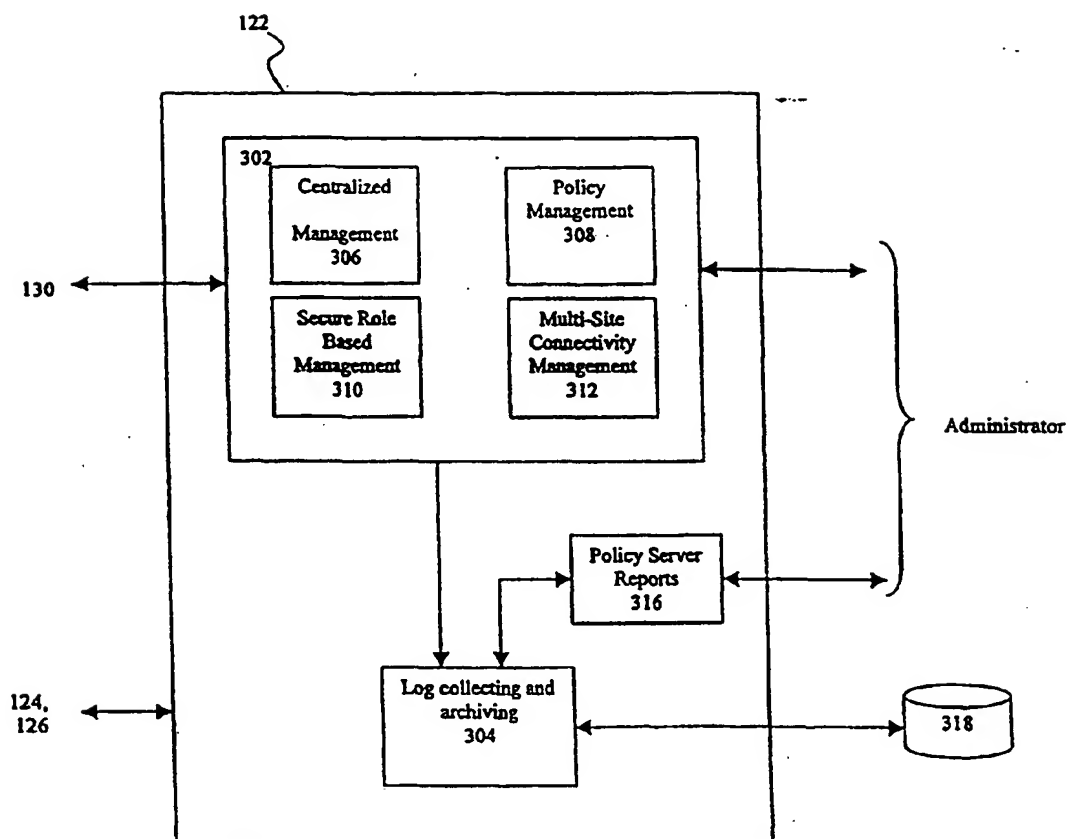 122
302
Centralized
Management
306
Policy
Management
308
130
Secure Role
Based
Management
310
Multi-Site
Connectivity
Management
312
Administrator
Policy Server
Reports
316
Log collecting and
archiving
304
124,
126
318